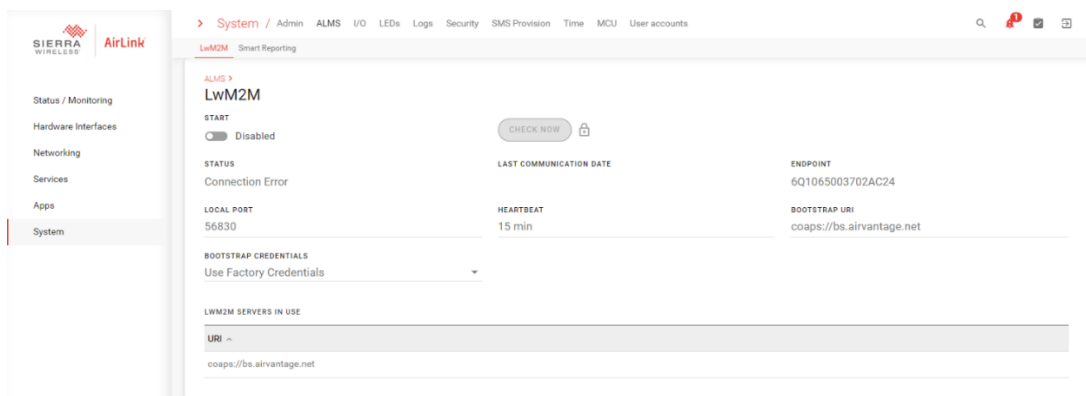 SIERRA WIRELESS AirLink
> System / Admin ALMS I/O LEDs Logs Security SMS Provision Time MCU User accounts
1
LwM2M Smart Reporting
Status / Monitoring
Hardware Interfaces
Networking
Services
Apps
System
ALMS >
LwM2M
START
Disabled
CHECK NOW
STATUS LAST COMMUNICATION DATE ENDPOINT
Connection Error 6Q1065003702AC24
LOCAL PORT HEARTBEAT BOOTSTRAP URI
56830 15 min coaps://bs.airvantage.net
BOOTSTRAP CREDENTIALS
Use Factory Credentials
LWM2M SERVERS IN USE
URI
coaps://bs.airvantage.net